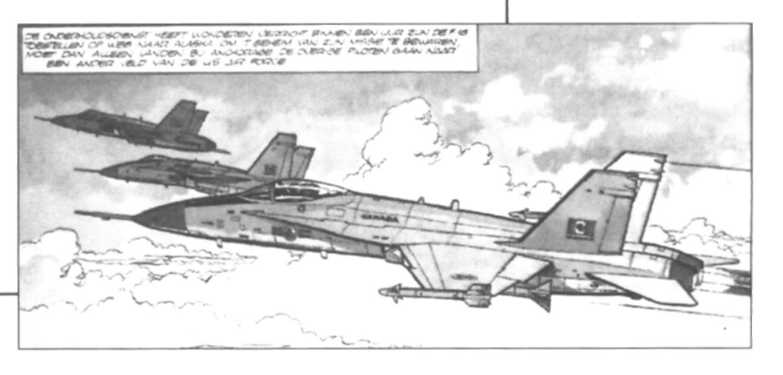 DE ONDERHOUDSDIENST HEEFT WONDEREN VERRICHT BINNEN EEN UUR ZIJN DE F 18
TOESTELLEN OP WEG NAAR ALASKA OM 'T GEHEIM VAN ZIJN MISSIE TE BEWAREN,
MOET DAN ALLEEN LANDEN BIJ ANCHORAGE DE OVERIGE PILOTEN GAAN NAAR
EEN ANDER VELD VAN DE US AIR FORCE
CANADA